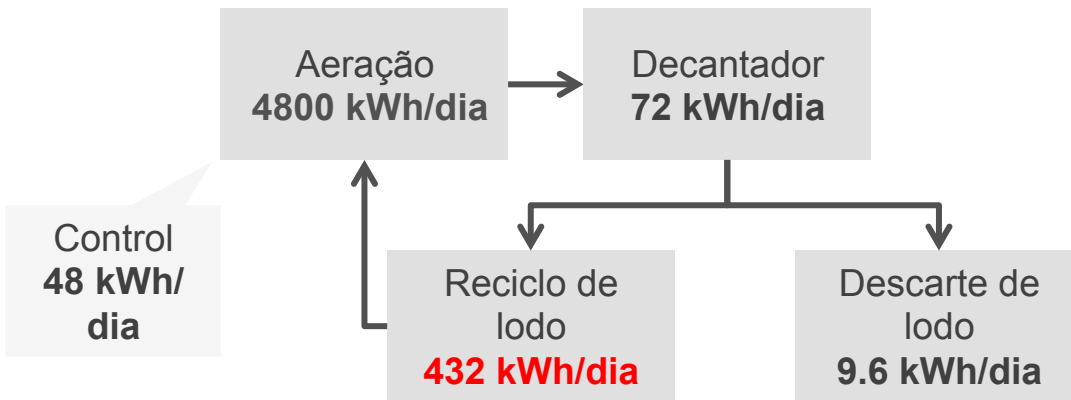 Aeração
4800 kWh/dia
Decantador
72 kWh/dia
Control
48 kWh/
dia
Reciclo de
lodo
432 kWh/dia
Descarte de
lodo
9.6 kWh/dia